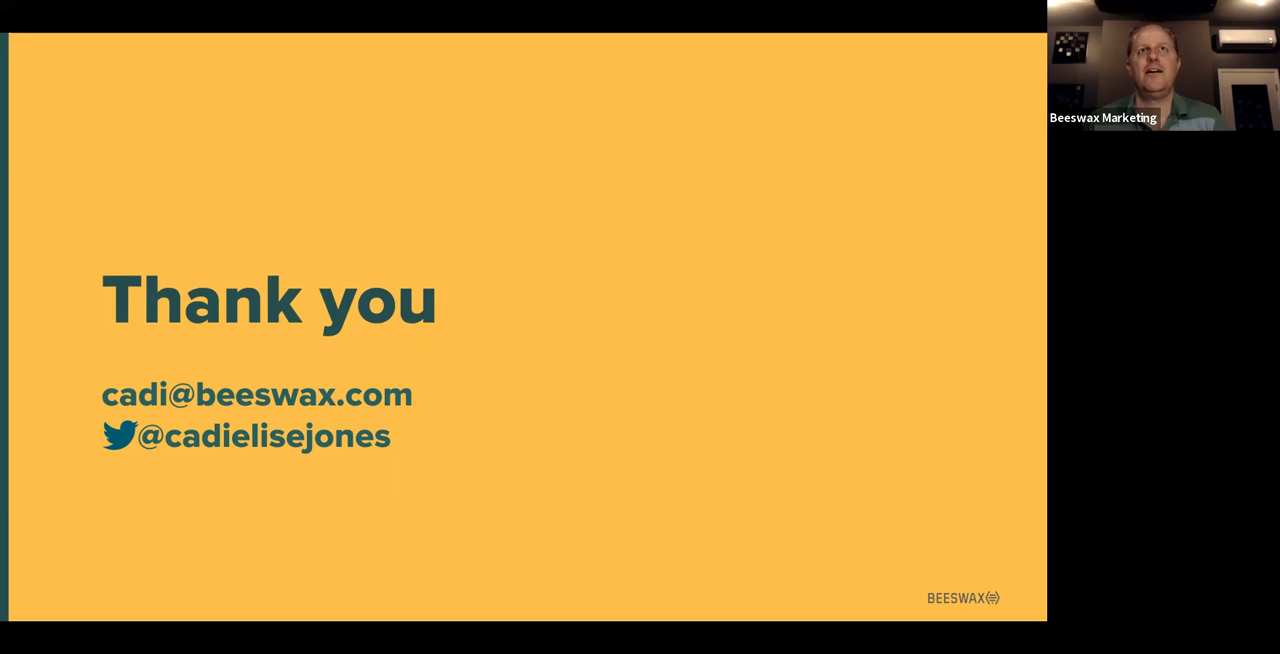 Thank you
cadi@beeswax.com
@cadielisejones
BEESWAX
Beeswax Marketing